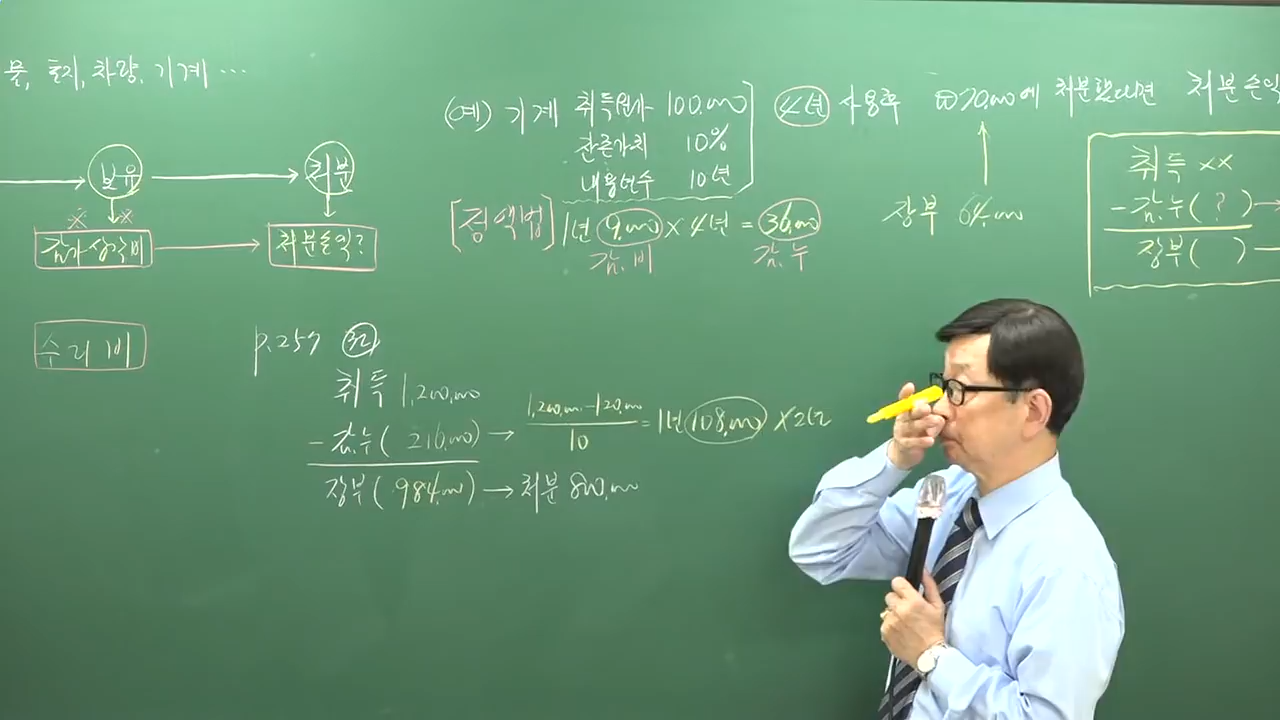 물, 토지, 차량, 기계 …
보유
처분
감가상각비
처분손익?
수리비
(예) 기계 취득원가 100,000
잔존가치 10%
내용연수 10년
4년 사용후 70,000에 처분했다면 처분손익
[정액법] 1년 9,000 × 4년 = 36,000
감.비
감.누
장부 64,000
취득 ××
- 감.누 ( ? )
장부 ( )
p.257 32
취득 1,200,000
- 감.누 ( 216,000 ) → 1,200,000 - 120,000 / 10 = 1년 108,000 × 2년
장부 ( 984,000 ) → 처분 800,000